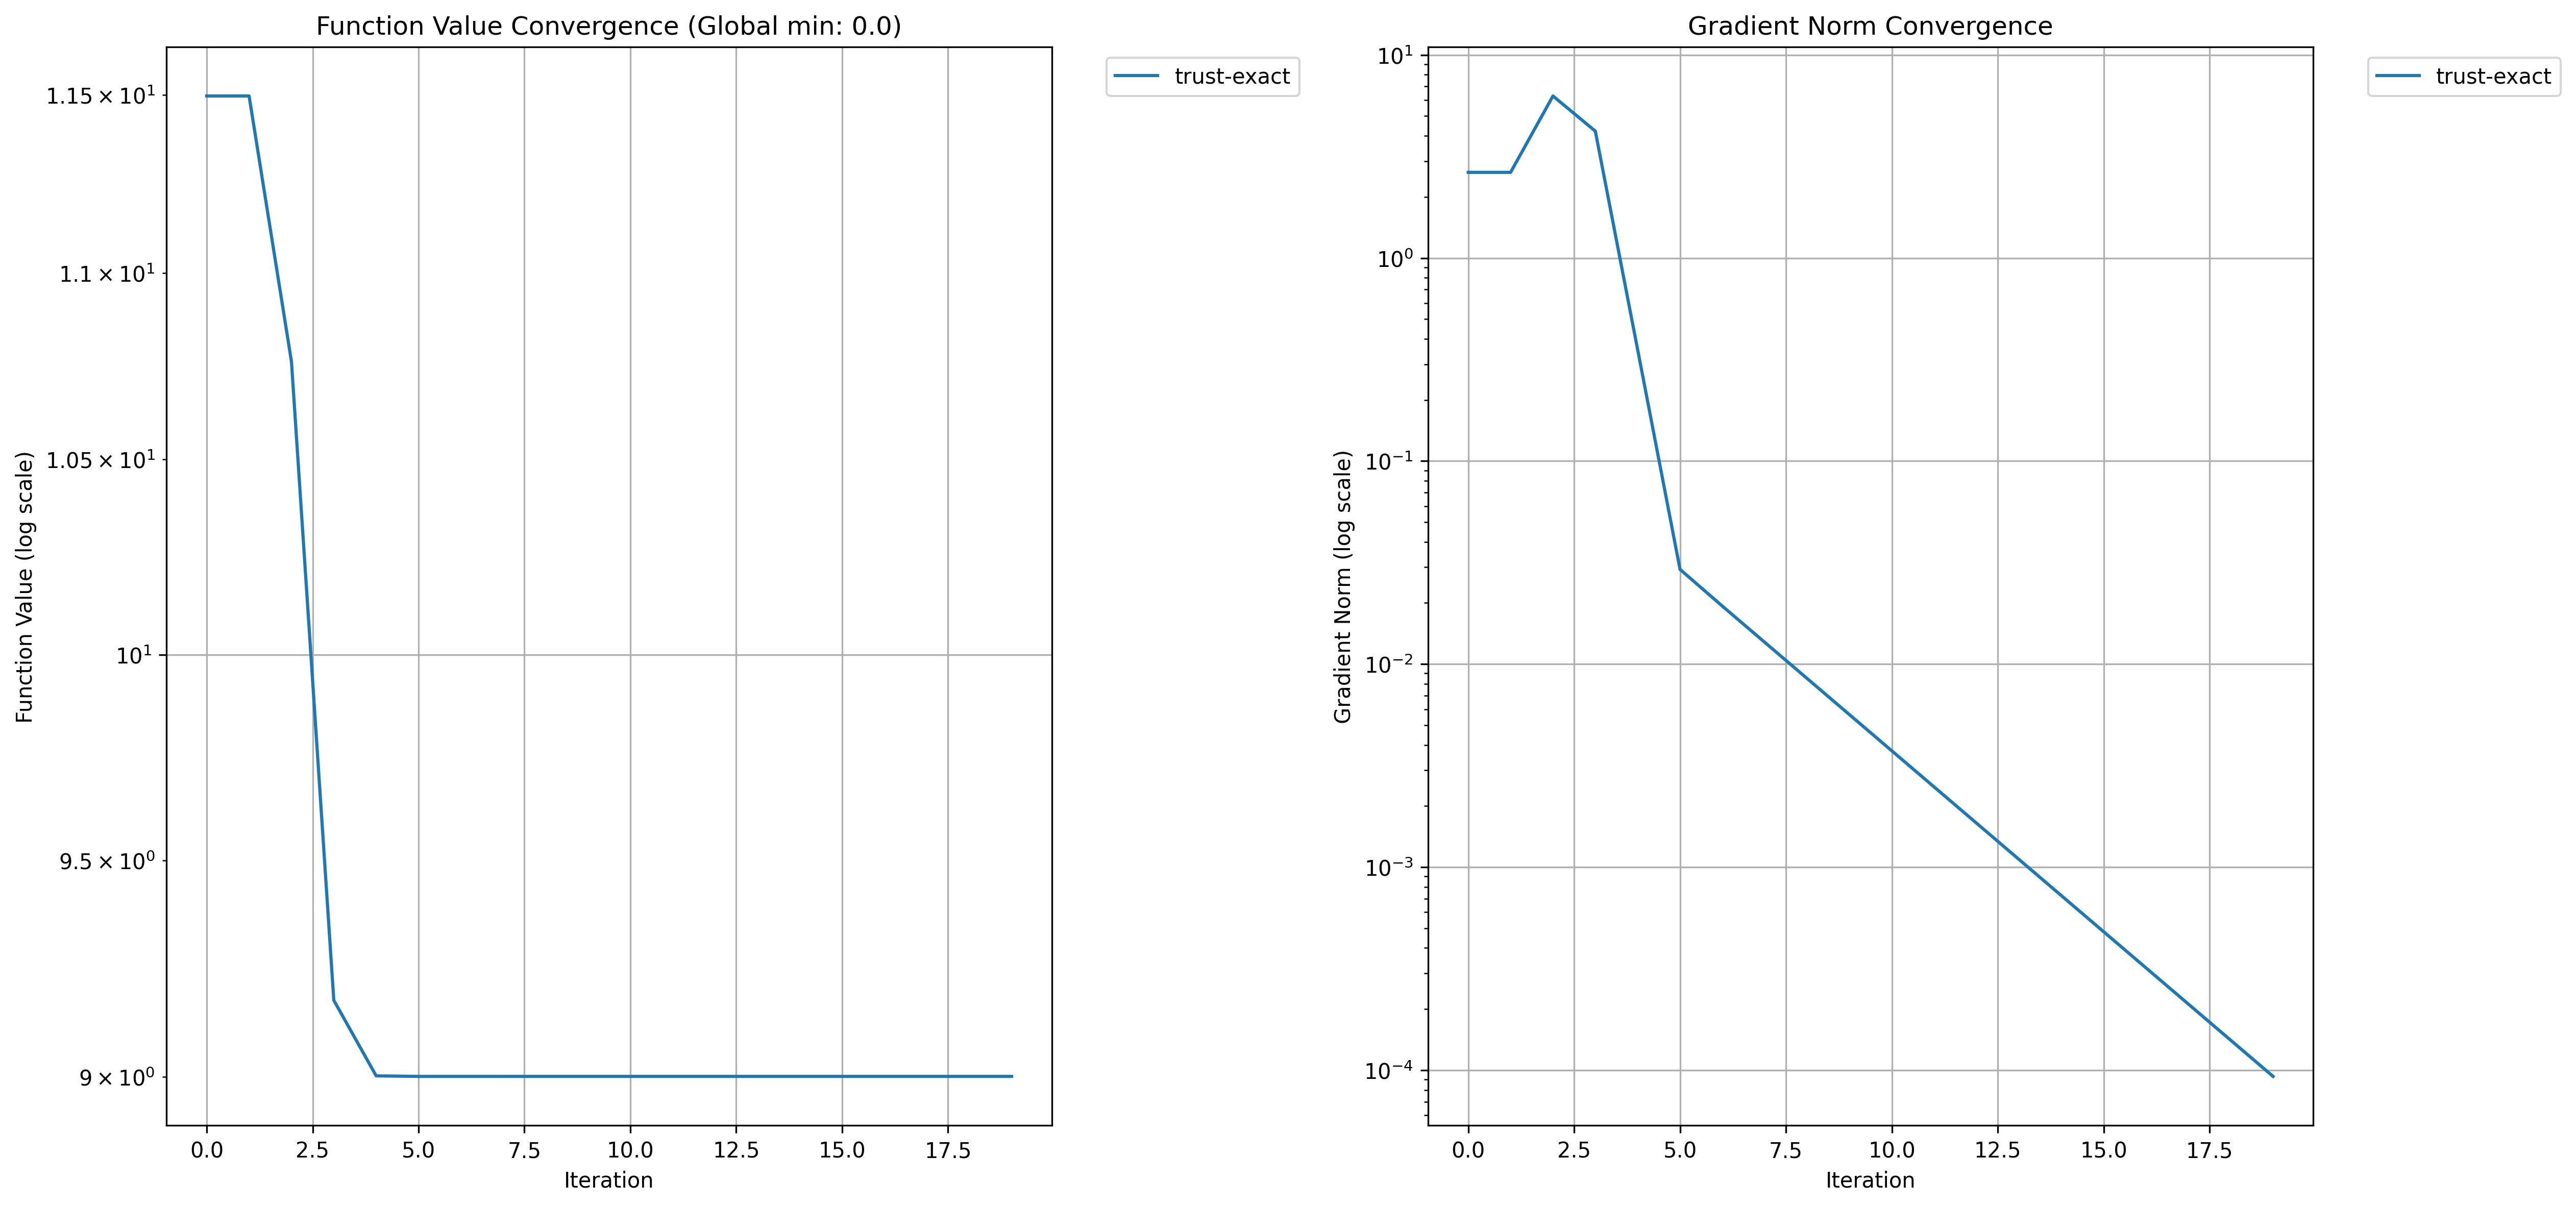 Function Value Convergence (Global min: 0.0)
trust-exact
1.15 × 10¹
1.1 × 10¹
1.05 × 10¹
10¹
9.5 × 10⁰
9 × 10⁰
Function Value (log scale)
0.0 2.5 5.0 7.5 10.0 12.5 15.0 17.5
Iteration
Gradient Norm Convergence
trust-exact
10¹
10⁰
10⁻¹
10⁻²
10⁻³
10⁻⁴
Gradient Norm (log scale)
0.0 2.5 5.0 7.5 10.0 12.5 15.0 17.5
Iteration